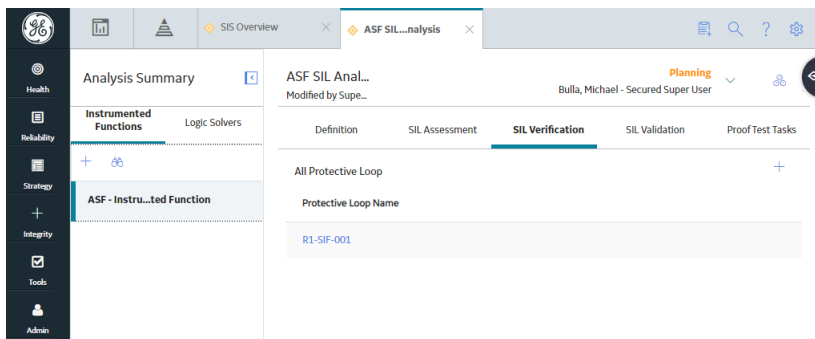 SIS Overview
ASF SIL...nalysis
Health
Reliability
Strategy
Integrity
Tools
Admin
Analysis Summary
Instrumented Functions
Logic Solvers
ASF - Instru...ted Function
ASF SIL Anal...
Modified by Supe...
Planning
Bulla, Michael - Secured Super User
Definition
SIL Assessment
SIL Verification
SIL Validation
Proof Test Tasks
All Protective Loop
Protective Loop Name
R1-SIF-001